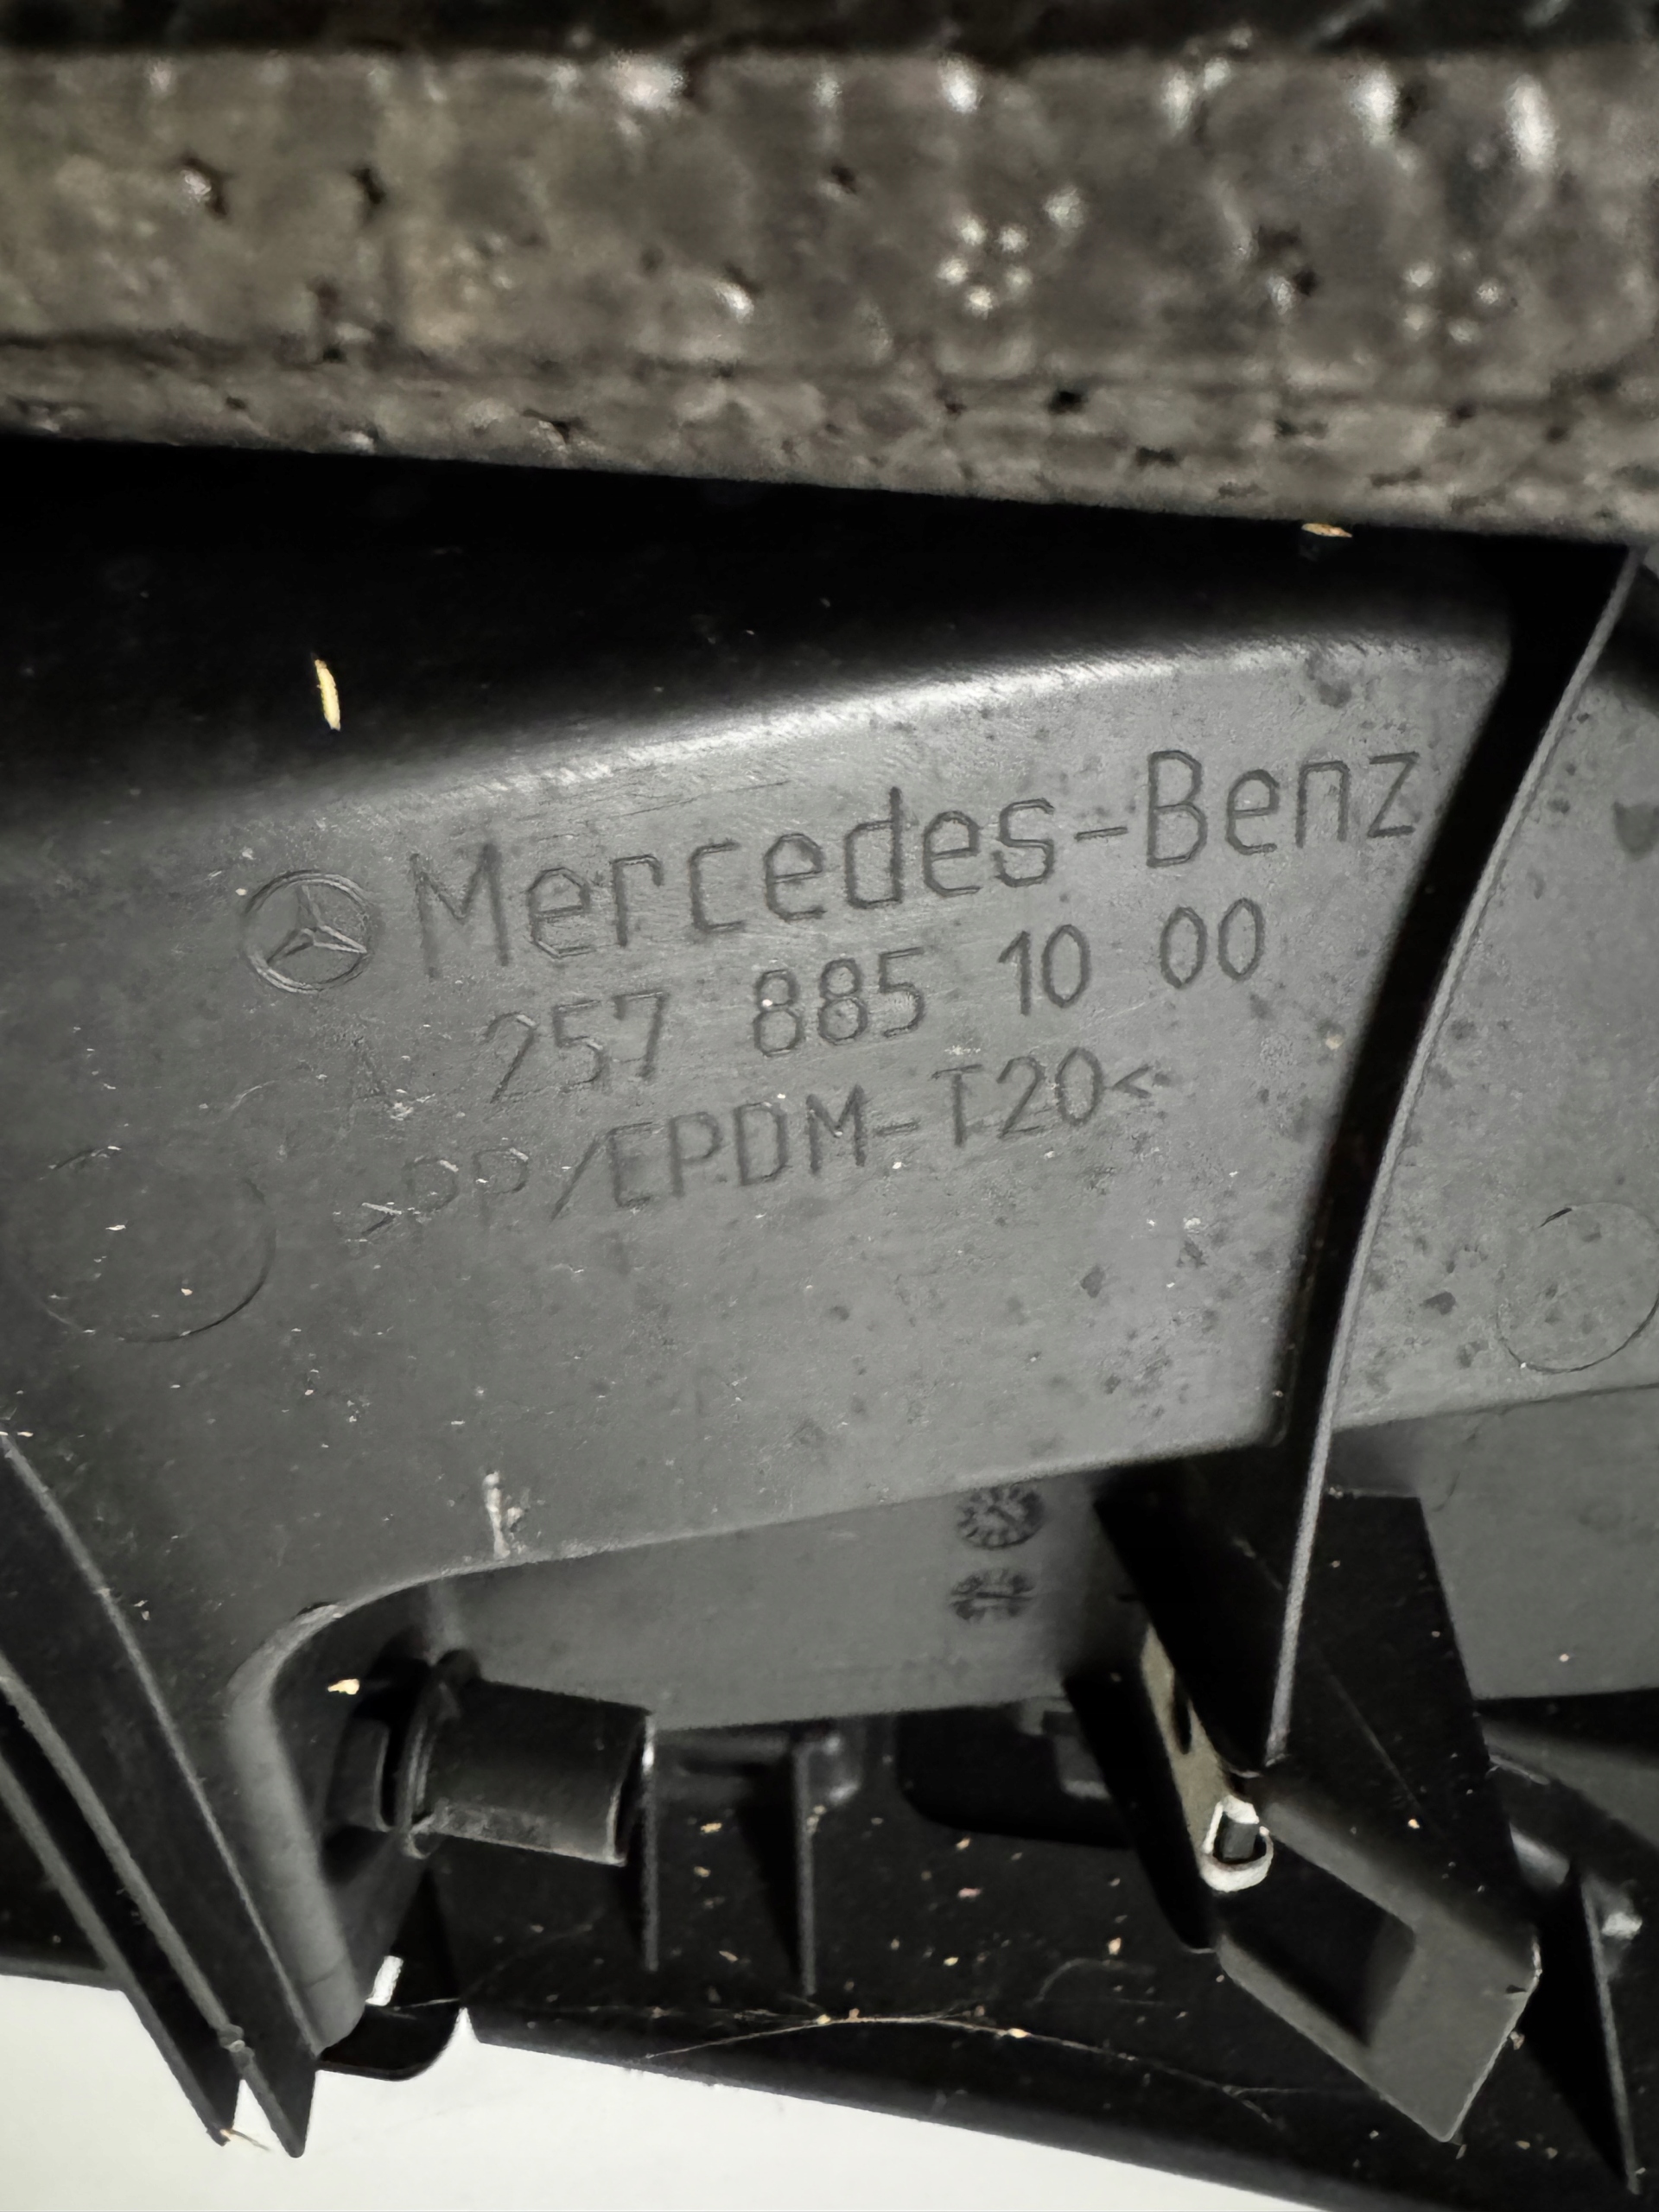 Mercedes-Benz
A 257 885 10 00
>PP/EPDM-T20<